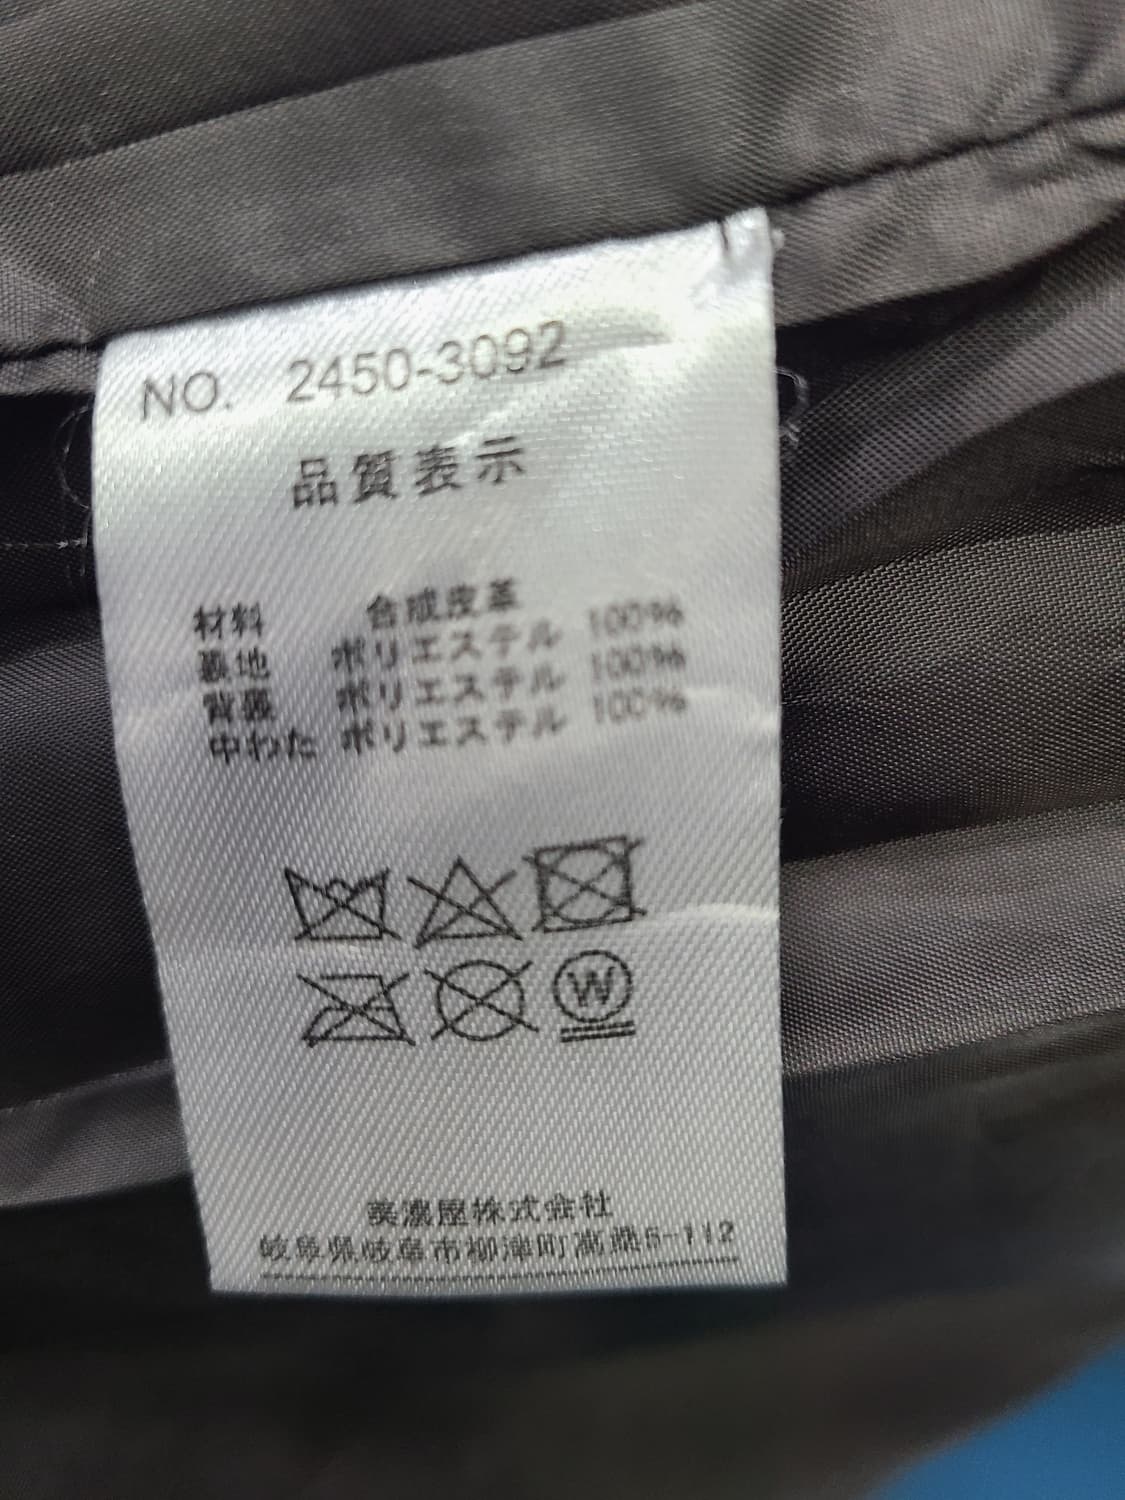 NO. 2450-3092
品質表示
材料 合成皮革
裏地 ポリエステル 100%
背裏 ポリエステル 100%
中わた ポリエステル 100%
W
美濃屋株式会社
岐阜県岐阜市柳津町高桑5-112